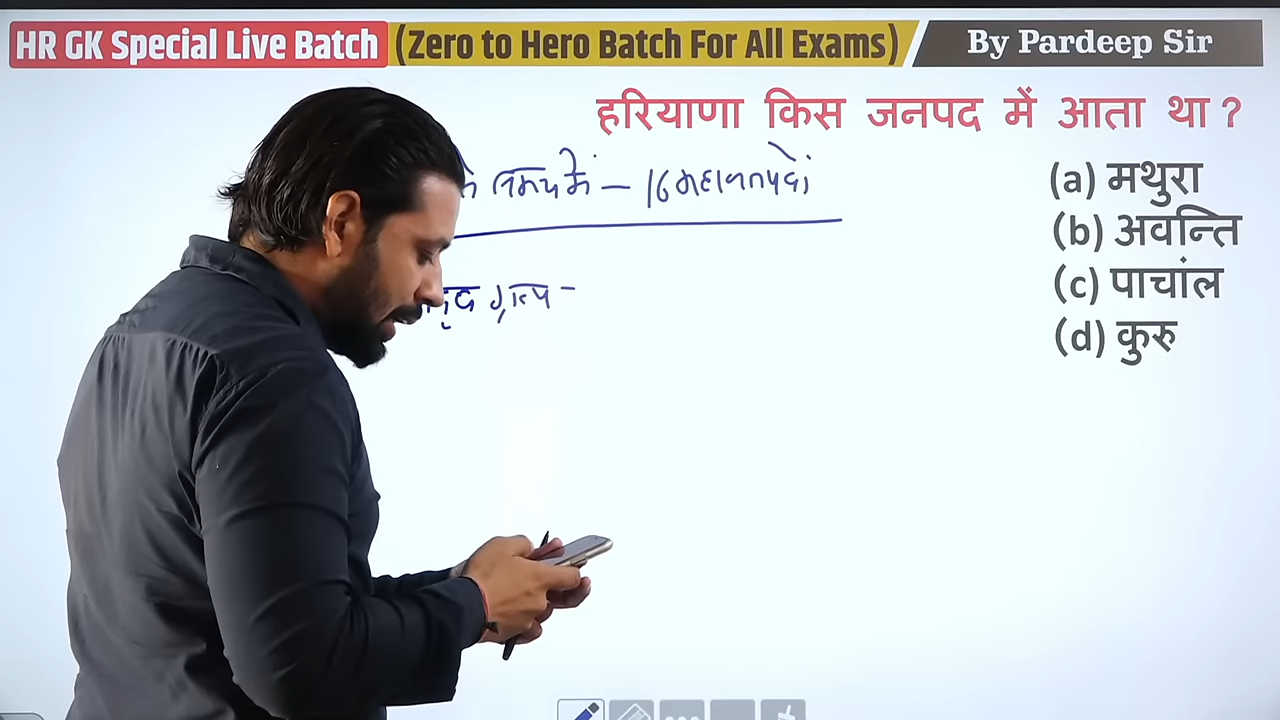 HR GK Special Live Batch (Zero to Hero Batch For All Exams) By Pardeep Sir
हरियाणा किस जनपद में आता था ?
समय में – 16 महाजनपदों
(a) मथुरा
(b) अवन्ति
(c) पाचांल
(d) कुरु